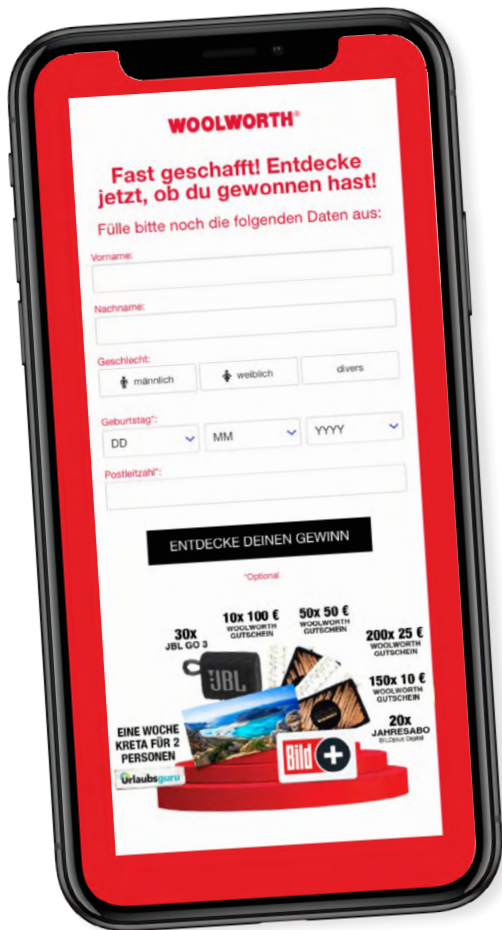 WOOLWORTH®
Fast geschafft! Entdecke
jetzt, ob du gewonnen hast!
Fülle bitte noch die folgenden Daten aus:
Vorname:
Nachname:
Geschlecht:
männlich
weiblich
divers
Geburtstag*:
DD
MM
YYYY
Postleitzahl*:
ENTDECKE DEINEN GEWINN
*Optional
30x
JBL GO 3
10x 100 €
WOOLWORTH
GUTSCHEIN
50x 50 €
WOOLWORTH
GUTSCHEIN
200x 25 €
WOOLWORTH
GUTSCHEIN
150x 10 €
WOOLWORTH
GUTSCHEIN
20x
JAHRESABO
BILDplus Digital
JBL
EINE WOCHE
KRETA FÜR 2
PERSONEN
Urlaubsguru
Bild +